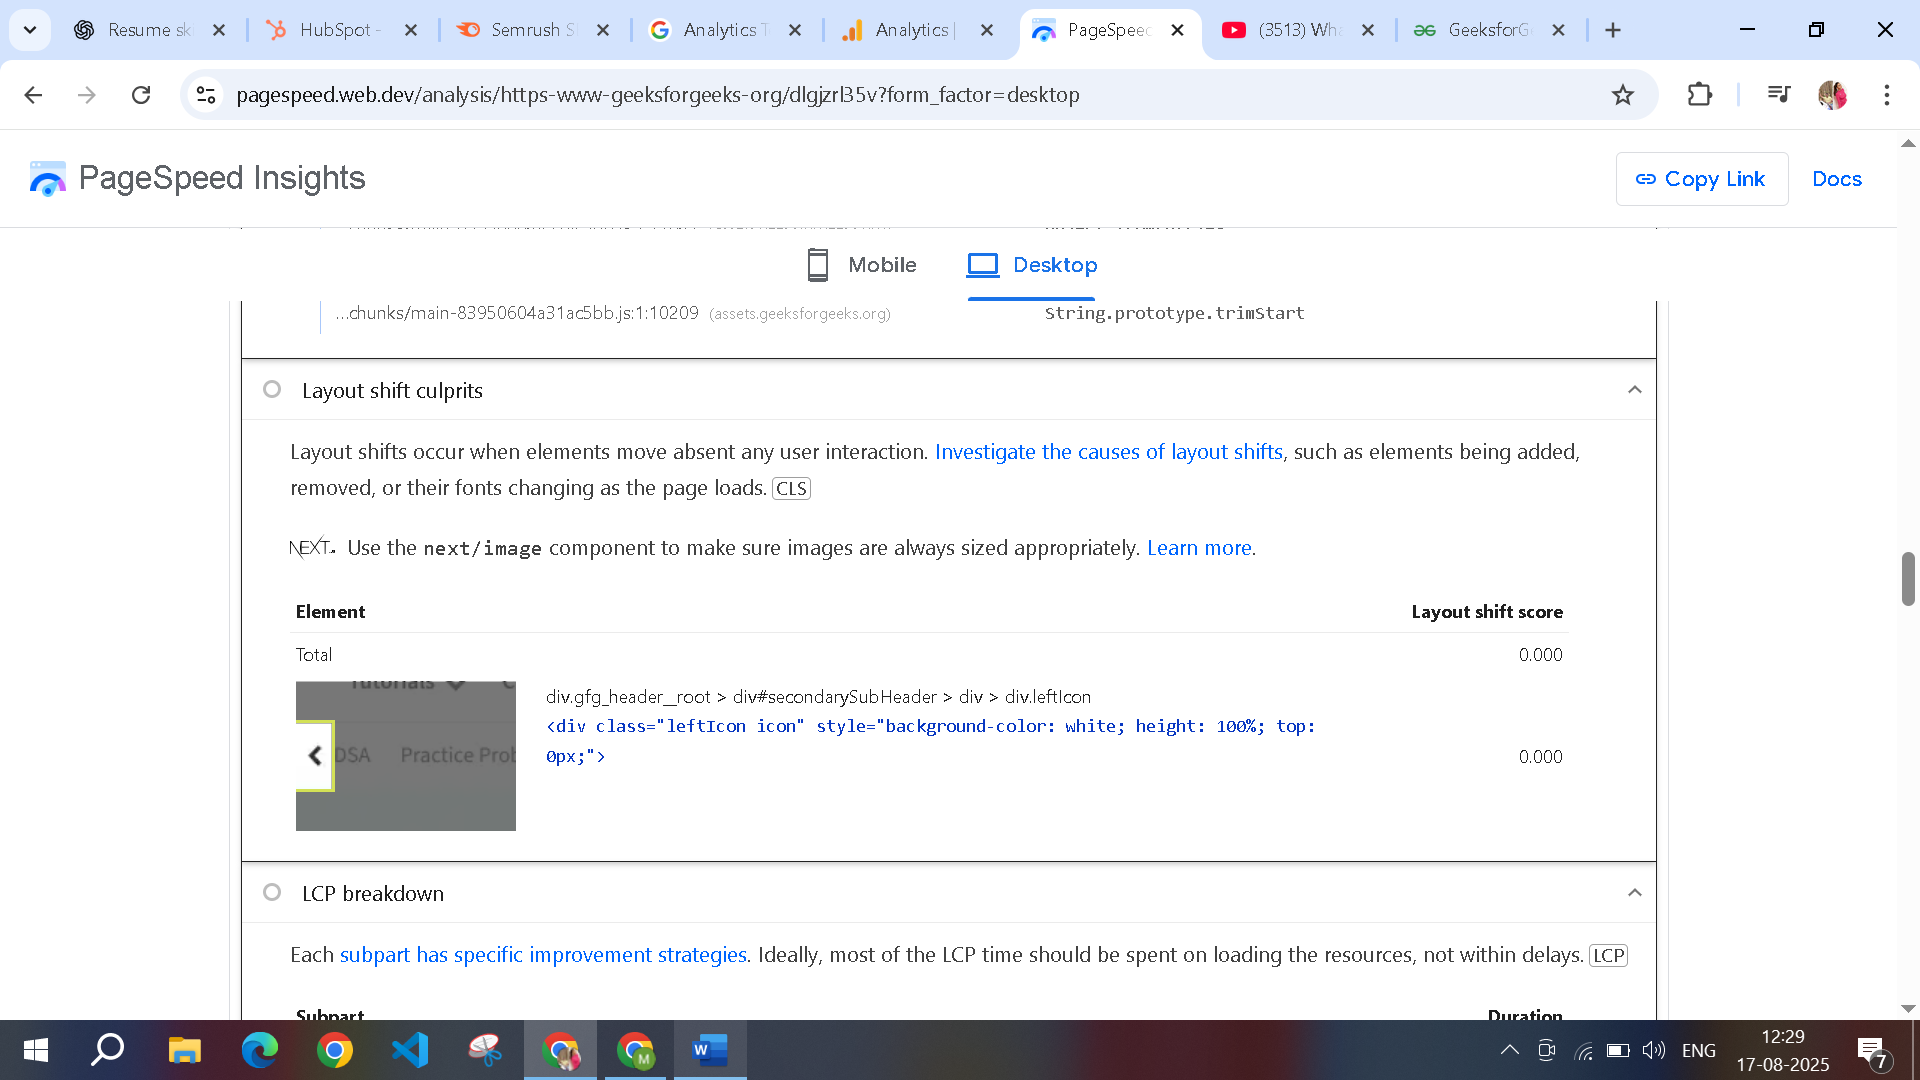 Resume sk
HubSpot -
Semrush S
Analytics T
Analytics |
PageSpeed
(3513) Wha
GeeksforG
pagespeed.web.dev/analysis/https-www-geeksforgeeks-org/dlgjzrl35v?form_factor=desktop
PageSpeed Insights
Copy Link
Docs
Mobile
Desktop
...chunks/main-83950604a31ac5bb.js:1:10209 (assets.geeksforgeeks.org)
String.prototype.trimStart
Layout shift culprits
Layout shifts occur when elements move absent any user interaction. Investigate the causes of layout shifts, such as elements being added,
removed, or their fonts changing as the page loads. CLS
NEXT. Use the next/image component to make sure images are always sized appropriately. Learn more.
Element
Layout shift score
Total
0.000
Tutorials
div.gfg_header__root > div#secondarySubHeader > div > div.leftIcon
<div class="leftIcon icon" style="background-color: white; height: 100%; top:
0px;">
DSA Practice Prob
0.000
LCP breakdown
Each subpart has specific improvement strategies. Ideally, most of the LCP time should be spent on loading the resources, not within delays. LCP
Subpart
Duration
M
W
ENG
12:29
17-08-2025
7